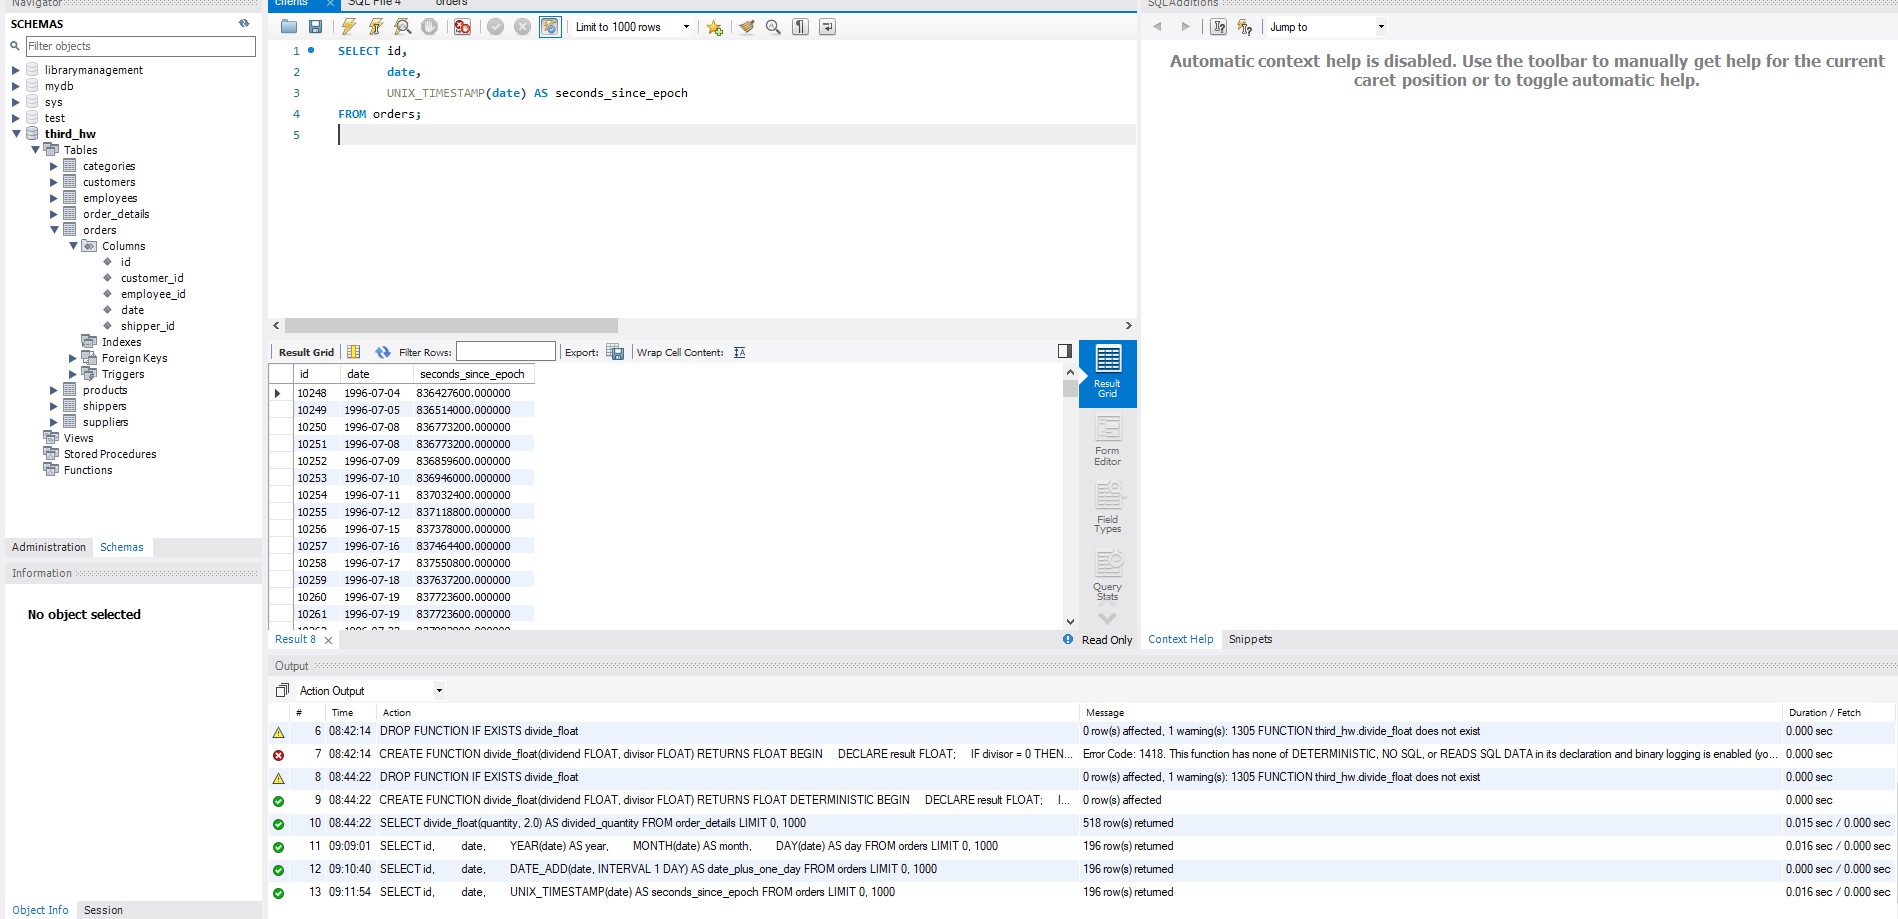 Navigator
SCHEMAS
Filter objects
librarymanagement
mydb
sys
test
third_hw
Tables
categories
customers
employees
order_details
orders
Columns
id
customer_id
employee_id
date
shipper_id
Indexes
Foreign Keys
Triggers
products
shippers
suppliers
Views
Stored Procedures
Functions
Administration Schemas
Information
No object selected
Object Info Session
clients SQL File 4 orders
Limit to 1000 rows
1 SELECT id,
2 date,
3 UNIX_TIMESTAMP(date) AS seconds_since_epoch
4 FROM orders;
5
Result Grid Filter Rows: Export: Wrap Cell Content:
id date seconds_since_epoch
10248 1996-07-04 836427600.000000
10249 1996-07-05 836514000.000000
10250 1996-07-08 836773200.000000
10251 1996-07-08 836773200.000000
10252 1996-07-09 836859600.000000
10253 1996-07-10 836946000.000000
10254 1996-07-11 837032400.000000
10255 1996-07-12 837118800.000000
10256 1996-07-15 837378000.000000
10257 1996-07-16 837464400.000000
10258 1996-07-17 837550800.000000
10259 1996-07-18 837637200.000000
10260 1996-07-19 837723600.000000
10261 1996-07-19 837723600.000000
Result
Grid
Form
Editor
Field
Types
Query
Stats
Result 8 Read Only
SQLAdditions
Jump to
Automatic context help is disabled. Use the toolbar to manually get help for the current
caret position or to toggle automatic help.
Context Help Snippets
Output
Action Output
# Time Action Message Duration / Fetch
6 08:42:14 DROP FUNCTION IF EXISTS divide_float 0 row(s) affected, 1 warning(s): 1305 FUNCTION third_hw.divide_float does not exist 0.000 sec
7 08:42:14 CREATE FUNCTION divide_float(dividend FLOAT, divisor FLOAT) RETURNS FLOAT BEGIN DECLARE result FLOAT; IF divisor = 0 THEN... Error Code: 1418. This function has none of DETERMINISTIC, NO SQL, or READS SQL DATA in its declaration and binary logging is enabled (yo... 0.000 sec
8 08:44:22 DROP FUNCTION IF EXISTS divide_float 0 row(s) affected, 1 warning(s): 1305 FUNCTION third_hw.divide_float does not exist 0.000 sec
9 08:44:22 CREATE FUNCTION divide_float(dividend FLOAT, divisor FLOAT) RETURNS FLOAT DETERMINISTIC BEGIN DECLARE result FLOAT; I... 0 row(s) affected 0.000 sec
10 08:44:22 SELECT divide_float(quantity, 2.0) AS divided_quantity FROM order_details LIMIT 0, 1000 518 row(s) returned 0.015 sec / 0.000 sec
11 09:09:01 SELECT id, date, YEAR(date) AS year, MONTH(date) AS month, DAY(date) AS day FROM orders LIMIT 0, 1000 196 row(s) returned 0.016 sec / 0.000 sec
12 09:10:40 SELECT id, date, DATE_ADD(date, INTERVAL 1 DAY) AS date_plus_one_day FROM orders LIMIT 0, 1000 196 row(s) returned 0.000 sec / 0.000 sec
13 09:11:54 SELECT id, date, UNIX_TIMESTAMP(date) AS seconds_since_epoch FROM orders LIMIT 0, 1000 196 row(s) returned 0.016 sec / 0.000 sec